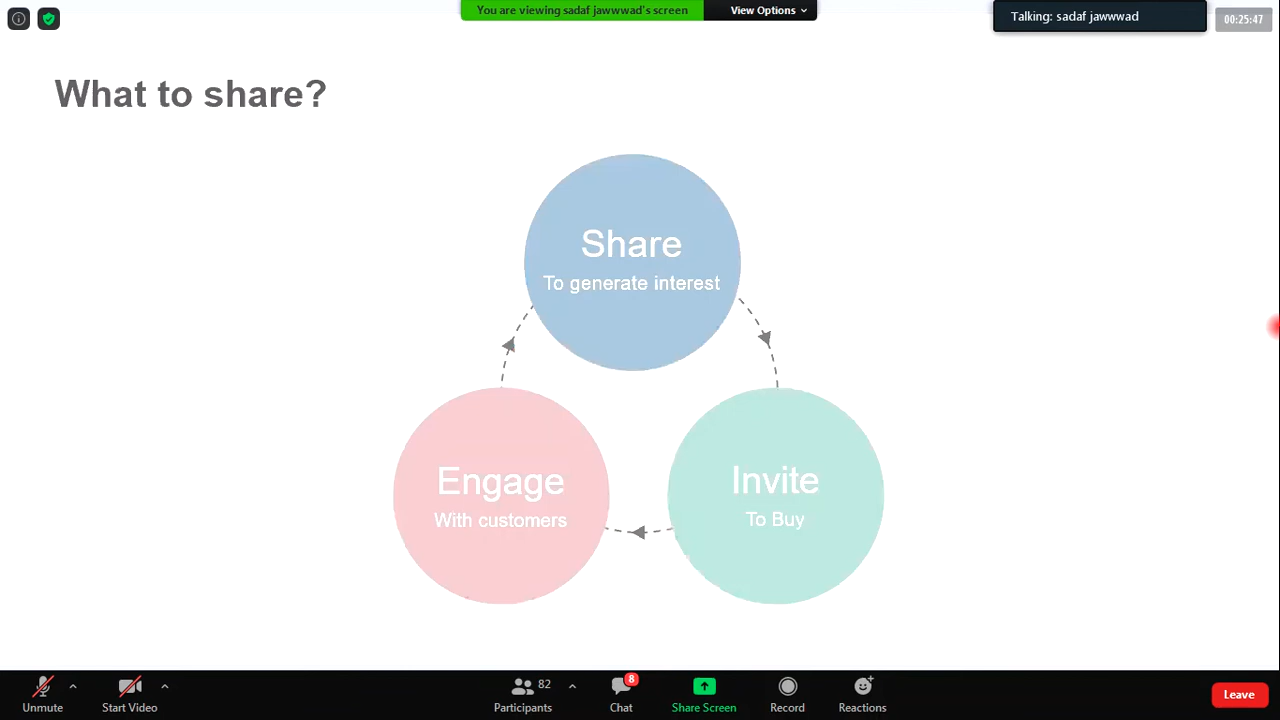 You are viewing sadaf jawwwad's screen
View Options
Talking: sadaf jawwwad
00:25:47
What to share?
Share
To generate interest
Engage
With customers
Invite
To Buy
Unmute
Start Video
82
Participants
8
Chat
Share Screen
Record
Reactions
Leave